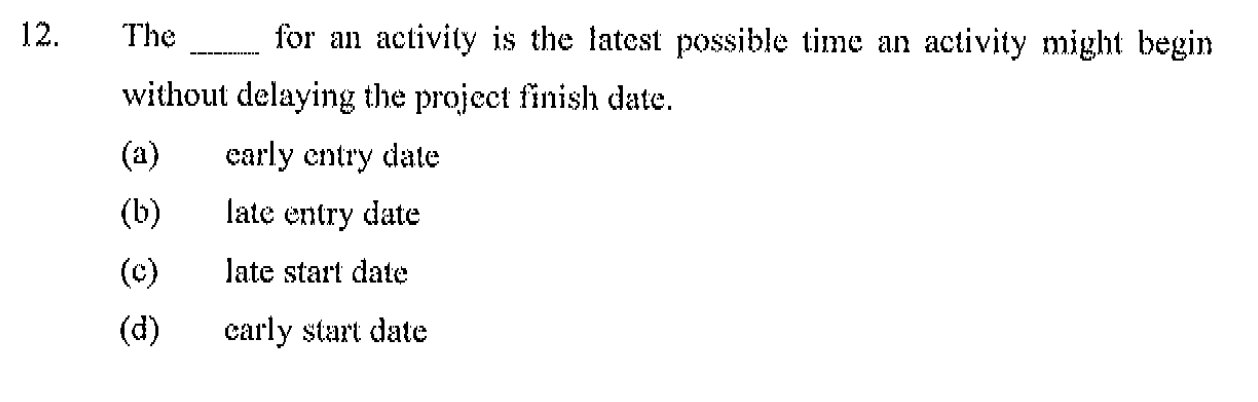 12. The _____ for an activity is the latest possible time an activity might begin
without delaying the project finish date.
(a) early entry date
(b) late entry date
(c) late start date
(d) early start date